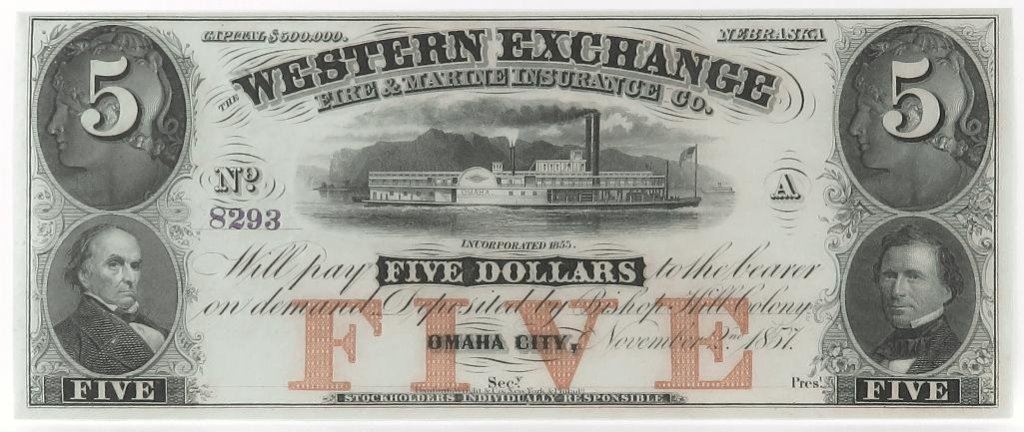 CAPITAL $500,000.
NEBRASKA
THE WESTERN EXCHANGE
FIRE & MARINE INSURANCE CO.
5
5
Nº
A
8293
OMAHA
INCORPORATED 1855.
Will pay FIVE DOLLARS to the bearer
on demand Deposited by Bishop Hill Colony
FIVE
OMAHA CITY, November 2nd 1857.
Secy
Prest
FIVE
STOCKHOLDERS INDIVIDUALLY RESPONSIBLE
FIVE